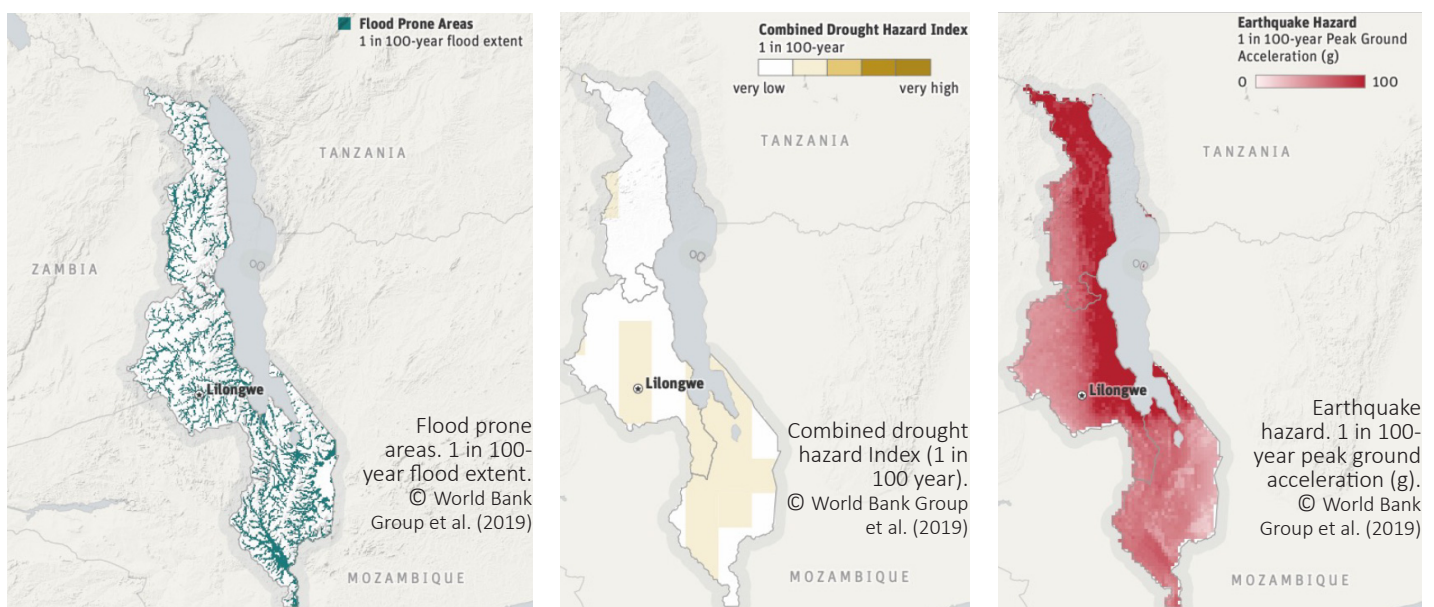 Flood Prone Areas
1 in 100-year flood extent
TANZANIA
ZAMBIA
Lilongwe
Flood prone
areas. 1 in 100-
year flood extent.
© World Bank
Group et al. (2019)
MOZAMBIQUE
Combined Drought Hazard Index
1 in 100-year
very low
very high
TANZANIA
Lilongwe
Combined drought
hazard Index (1 in
100 year).
© World Bank Group
et al. (2019)
MOZAMBIQUE
Earthquake Hazard
1 in 100-year Peak Ground
Acceleration (g)
0 100
TANZANIA
Lilongwe
Earthquake
hazard. 1 in 100-
year peak ground
acceleration (g).
© World Bank
Group et al. (2019)
MOZAMBIQUE